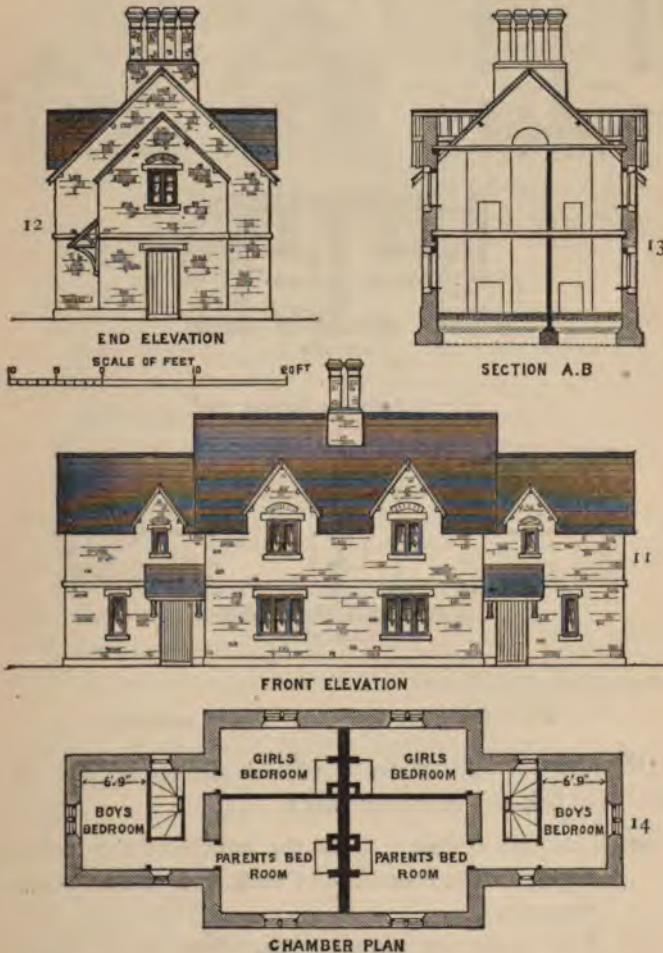 12
13
END ELEVATION
SCALE OF FEET
10 5 0 10 20FT
SECTION A.B
11
FRONT ELEVATION
GIRLS
BEDROOM
GIRLS
BEDROOM
6'.9"
BOYS
BEDROOM
6'.9"
BOYS
BEDROOM
14
PARENTS BED
ROOM
PARENTS BED
ROOM
CHAMBER PLAN